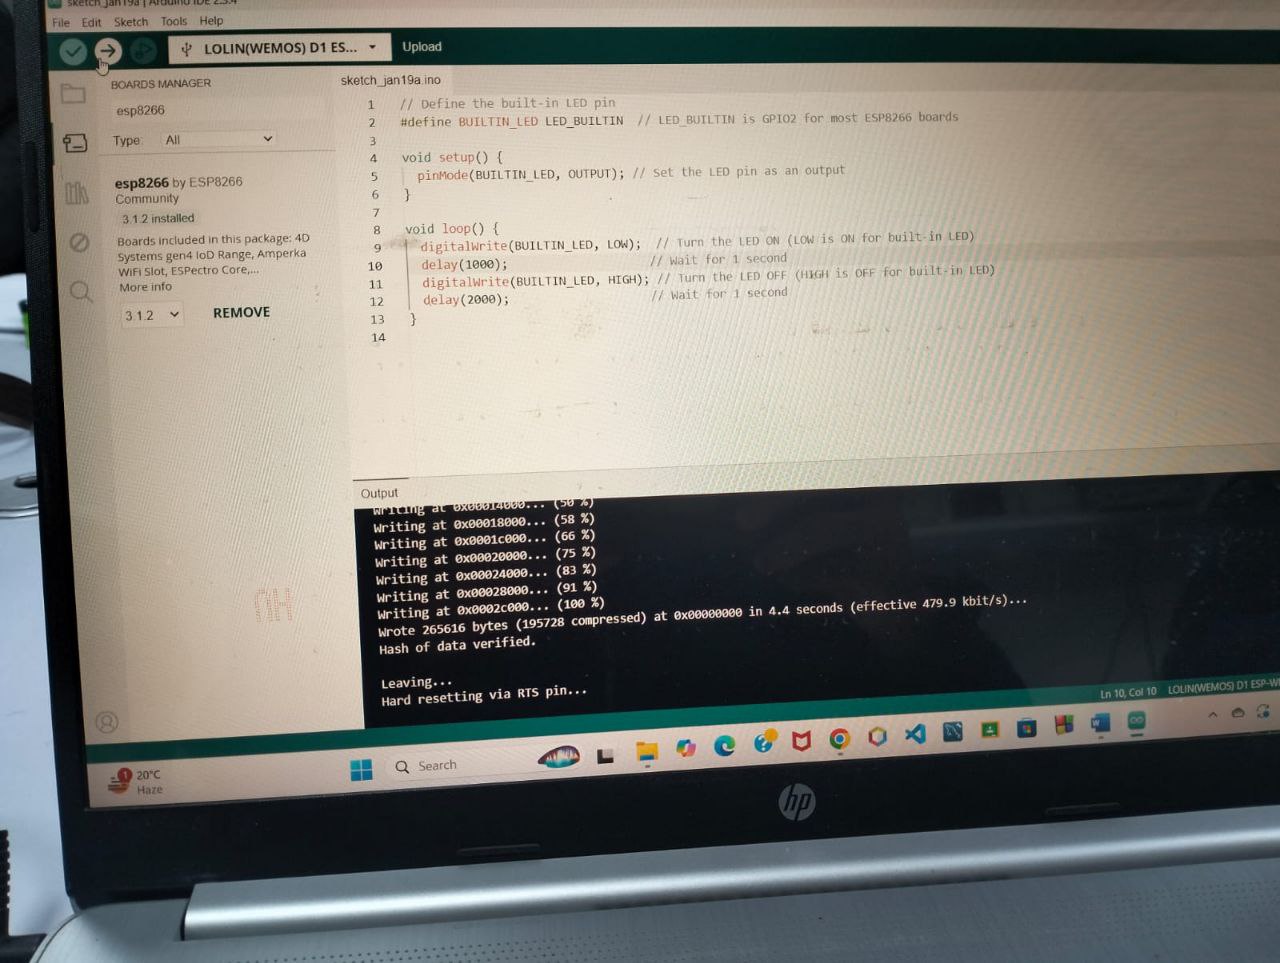 sketch_jan19a | Arduino IDE 2.3.4
File Edit Sketch Tools Help
LOLIN(WEMOS) D1 ES...
Upload
BOARDS MANAGER
esp8266
Type All
esp8266 by ESP8266
Community
3.1.2 installed
Boards included in this package: 4D
Systems gen4 IoD Range, Amperka
WiFi Slot, ESPectro Core,...
More info
3.1.2 REMOVE
sketch_jan19a.ino
1 // Define the built-in LED pin
2 #define BUILTIN_LED LED_BUILTIN // LED_BUILTIN is GPIO2 for most ESP8266 boards
3
4 void setup() {
5 pinMode(BUILTIN_LED, OUTPUT); // Set the LED pin as an output
6 }
7
8 void loop() {
9 digitalWrite(BUILTIN_LED, LOW); // Turn the LED ON (LOW is ON for built-in LED)
10 delay(1000); // Wait for 1 second
11 digitalWrite(BUILTIN_LED, HIGH); // Turn the LED OFF (HIGH is OFF for built-in LED)
12 delay(2000); // Wait for 1 second
13 }
14
Output
Writing at 0x00014000... (50 %)
Writing at 0x00018000... (58 %)
Writing at 0x0001c000... (66 %)
Writing at 0x00020000... (75 %)
Writing at 0x00024000... (83 %)
Writing at 0x00028000... (91 %)
Writing at 0x0002c000... (100 %)
Wrote 265616 bytes (195728 compressed) at 0x00000000 in 4.4 seconds (effective 479.9 kbit/s)...
Hash of data verified.
Leaving...
Hard resetting via RTS pin...
Ln 10, Col 10 LOLIN(WEMOS) D1 ESP-W
1
20°C
Haze
Search
hp